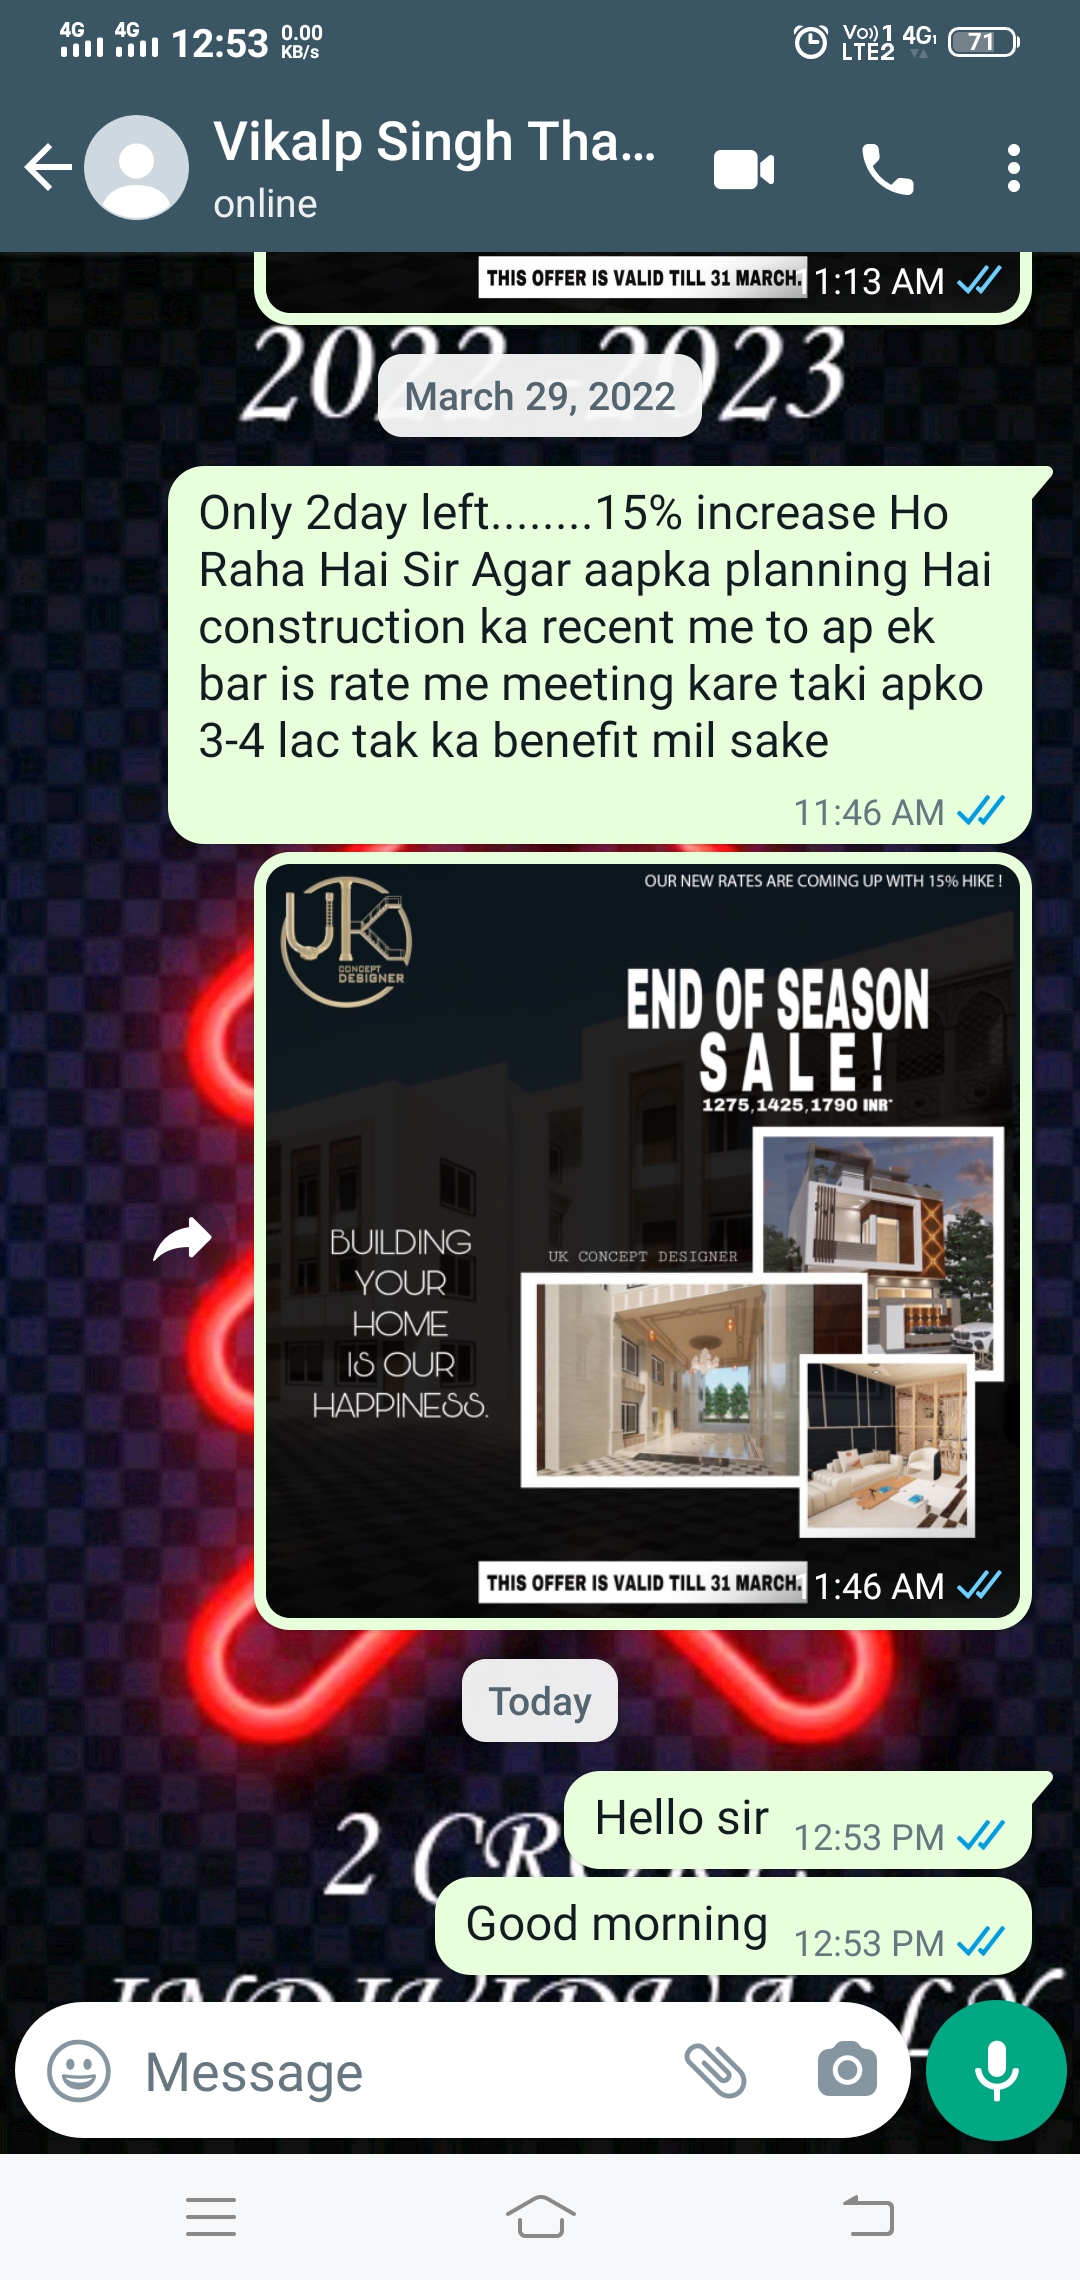 4G 4G 12:53 0.00 KB/s Vo)) 1 LTE2 4G1 71
Vikalp Singh Tha...
online
THIS OFFER IS VALID TILL 31 MARCH. 1:13 AM
2022 - 2023
March 29, 2022
Only 2day left........15% increase Ho
Raha Hai Sir Agar aapka planning Hai
construction ka recent me to ap ek
bar is rate me meeting kare taki apko
3-4 lac tak ka benefit mil sake
11:46 AM
OUR NEW RATES ARE COMING UP WITH 15% HIKE !
UK
CONCEPT
DESIGNER
END OF SEASON
SALE!
1275,1425,1790 INR*
BUILDING
YOUR
HOME
IS OUR
HAPPINESS.
UK CONCEPT DESIGNER
THIS OFFER IS VALID TILL 31 MARCH. 1:46 AM
Today
Hello sir 12:53 PM
2
Good morning 12:53 PM
INDIVIDUALLY
Message